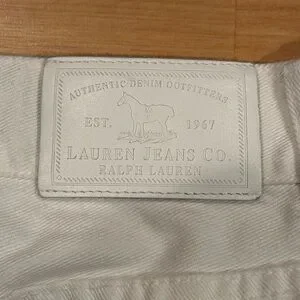 AUTHENTIC DENIM OUTFITTERS
EST. 1967
LAUREN JEANS CO.
RALPH LAUREN